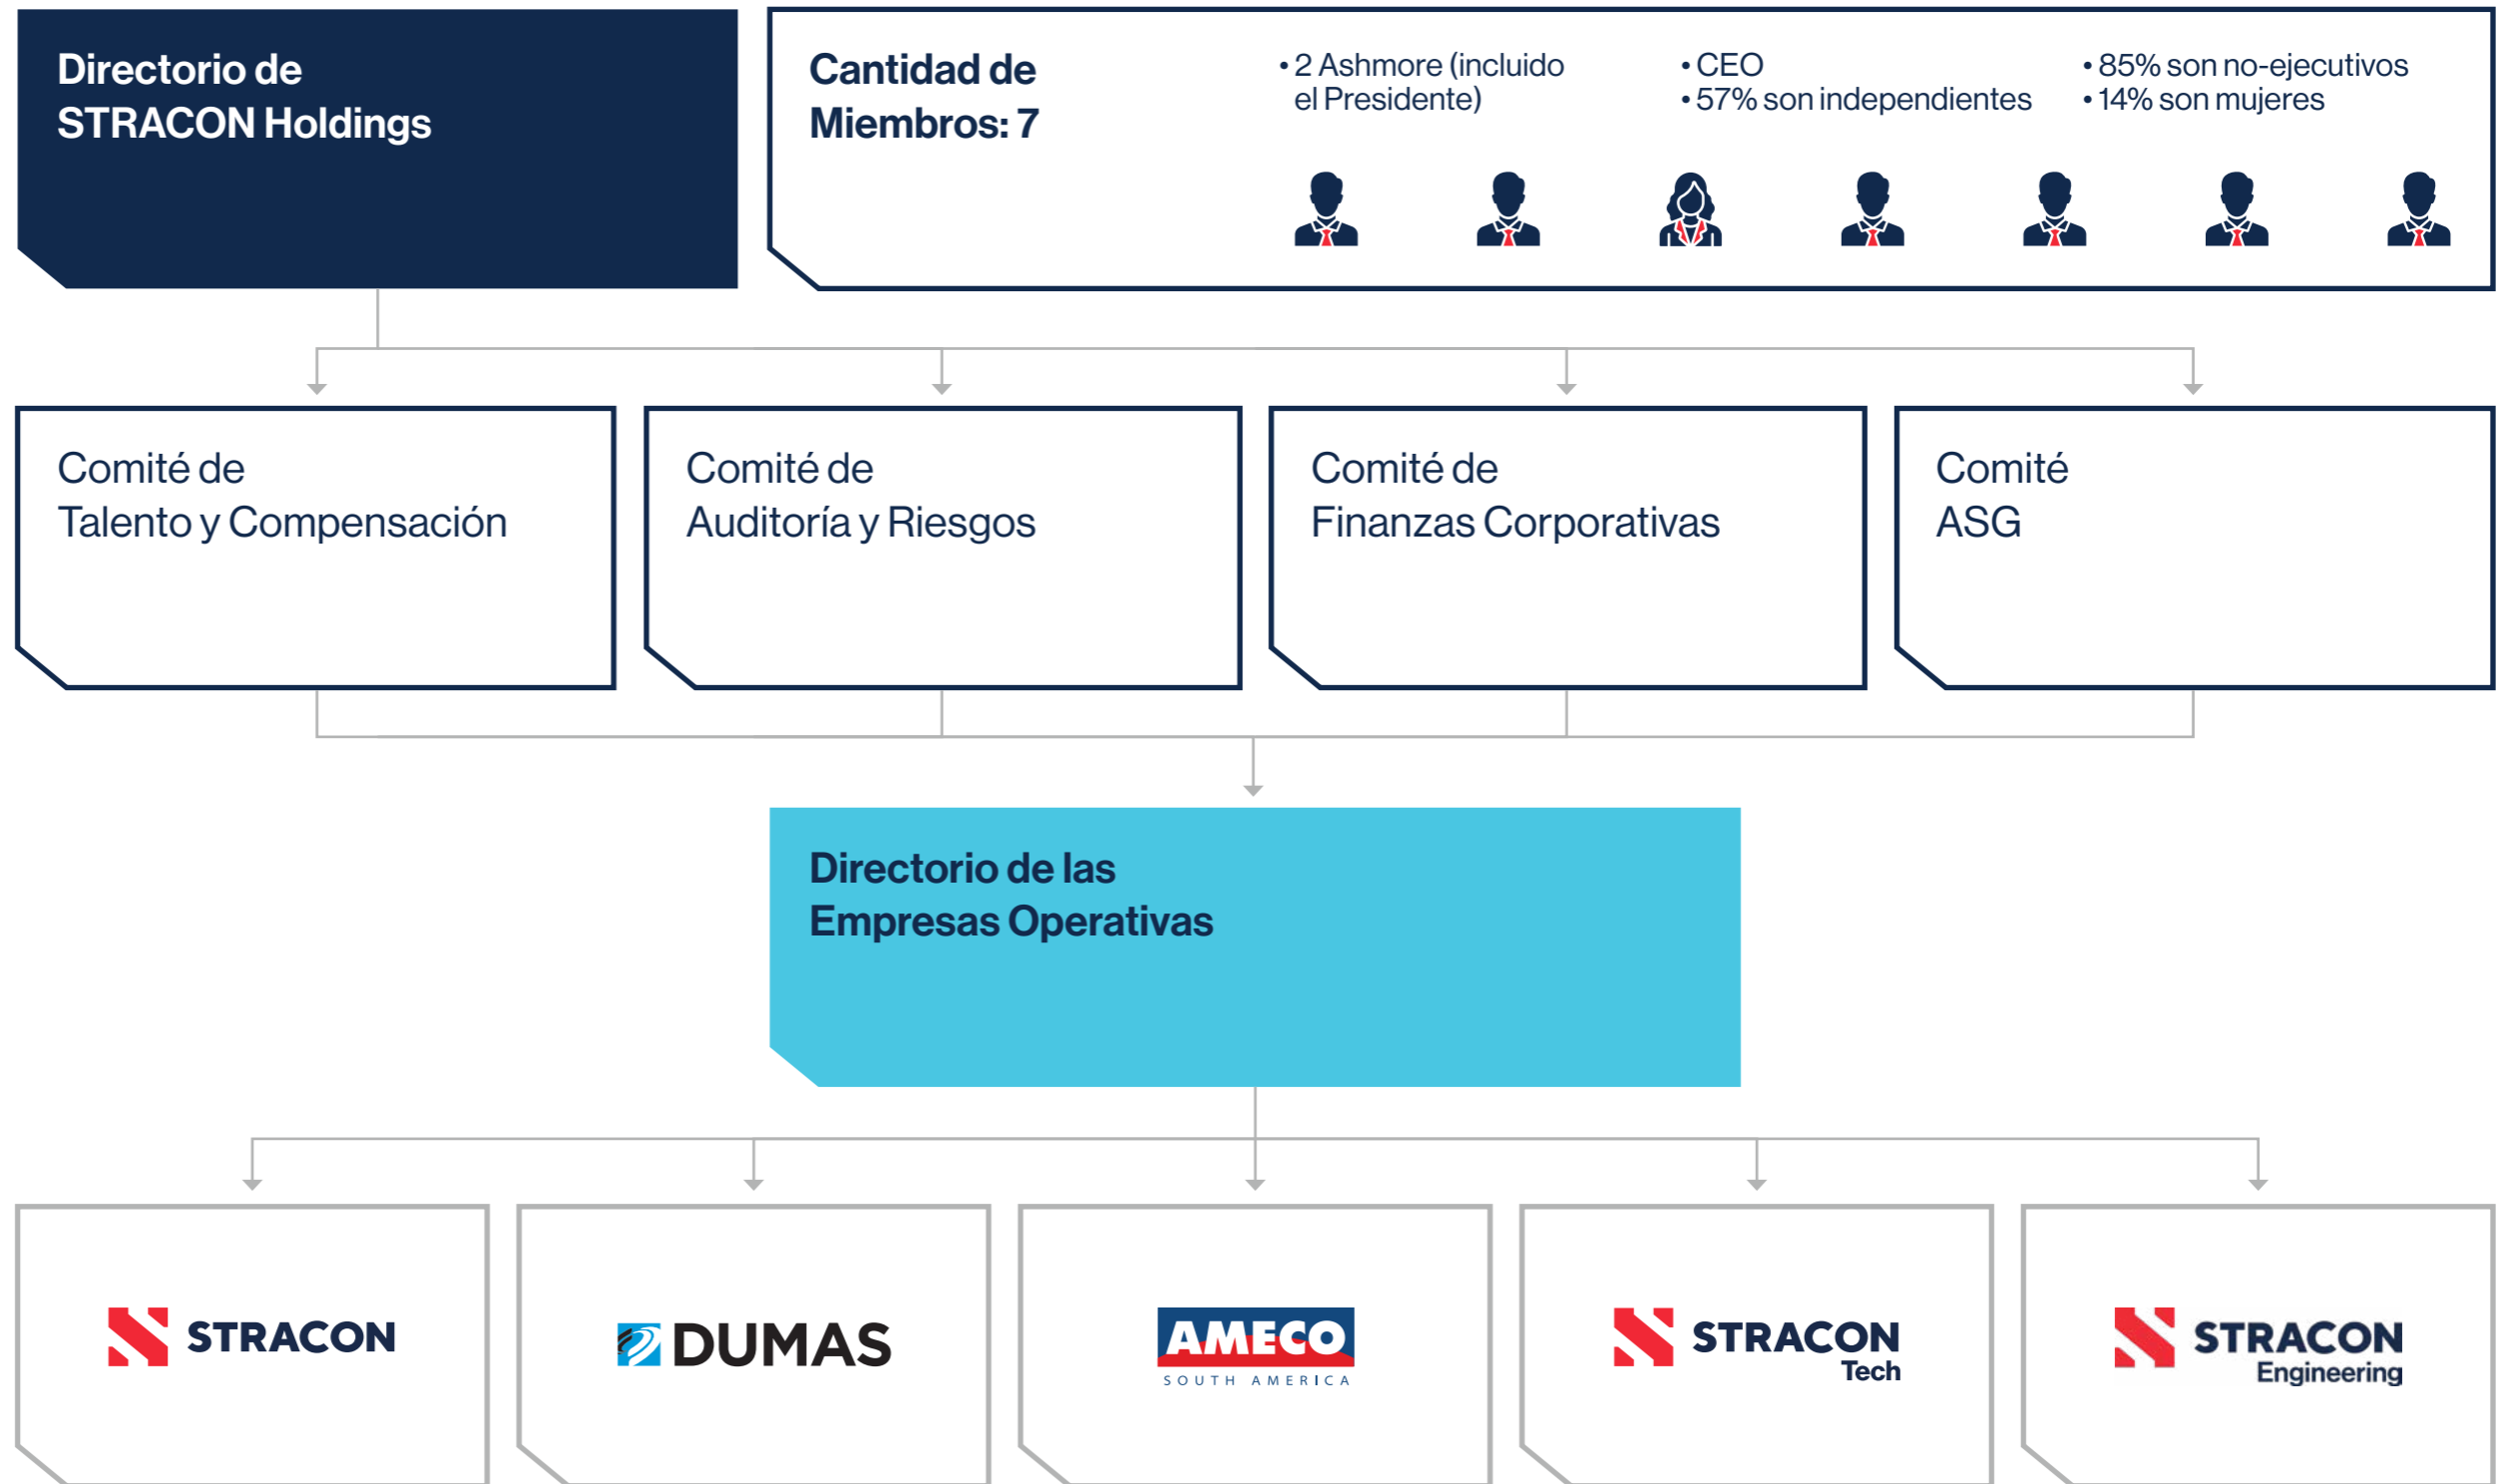 Directorio de
STRACON Holdings
Cantidad de
Miembros: 7
• 2 Ashmore (incluido
el Presidente)
• CEO
• 57% son independientes
• 85% son no-ejecutivos
• 14% son mujeres
Comité de
Talento y Compensación
Comité de
Auditoría y Riesgos
Comité de
Finanzas Corporativas
Comité
ASG
Directorio de las
Empresas Operativas
STRACON
DUMAS
AMECO
SOUTH AMERICA
STRACON
Tech
STRACON
Engineering